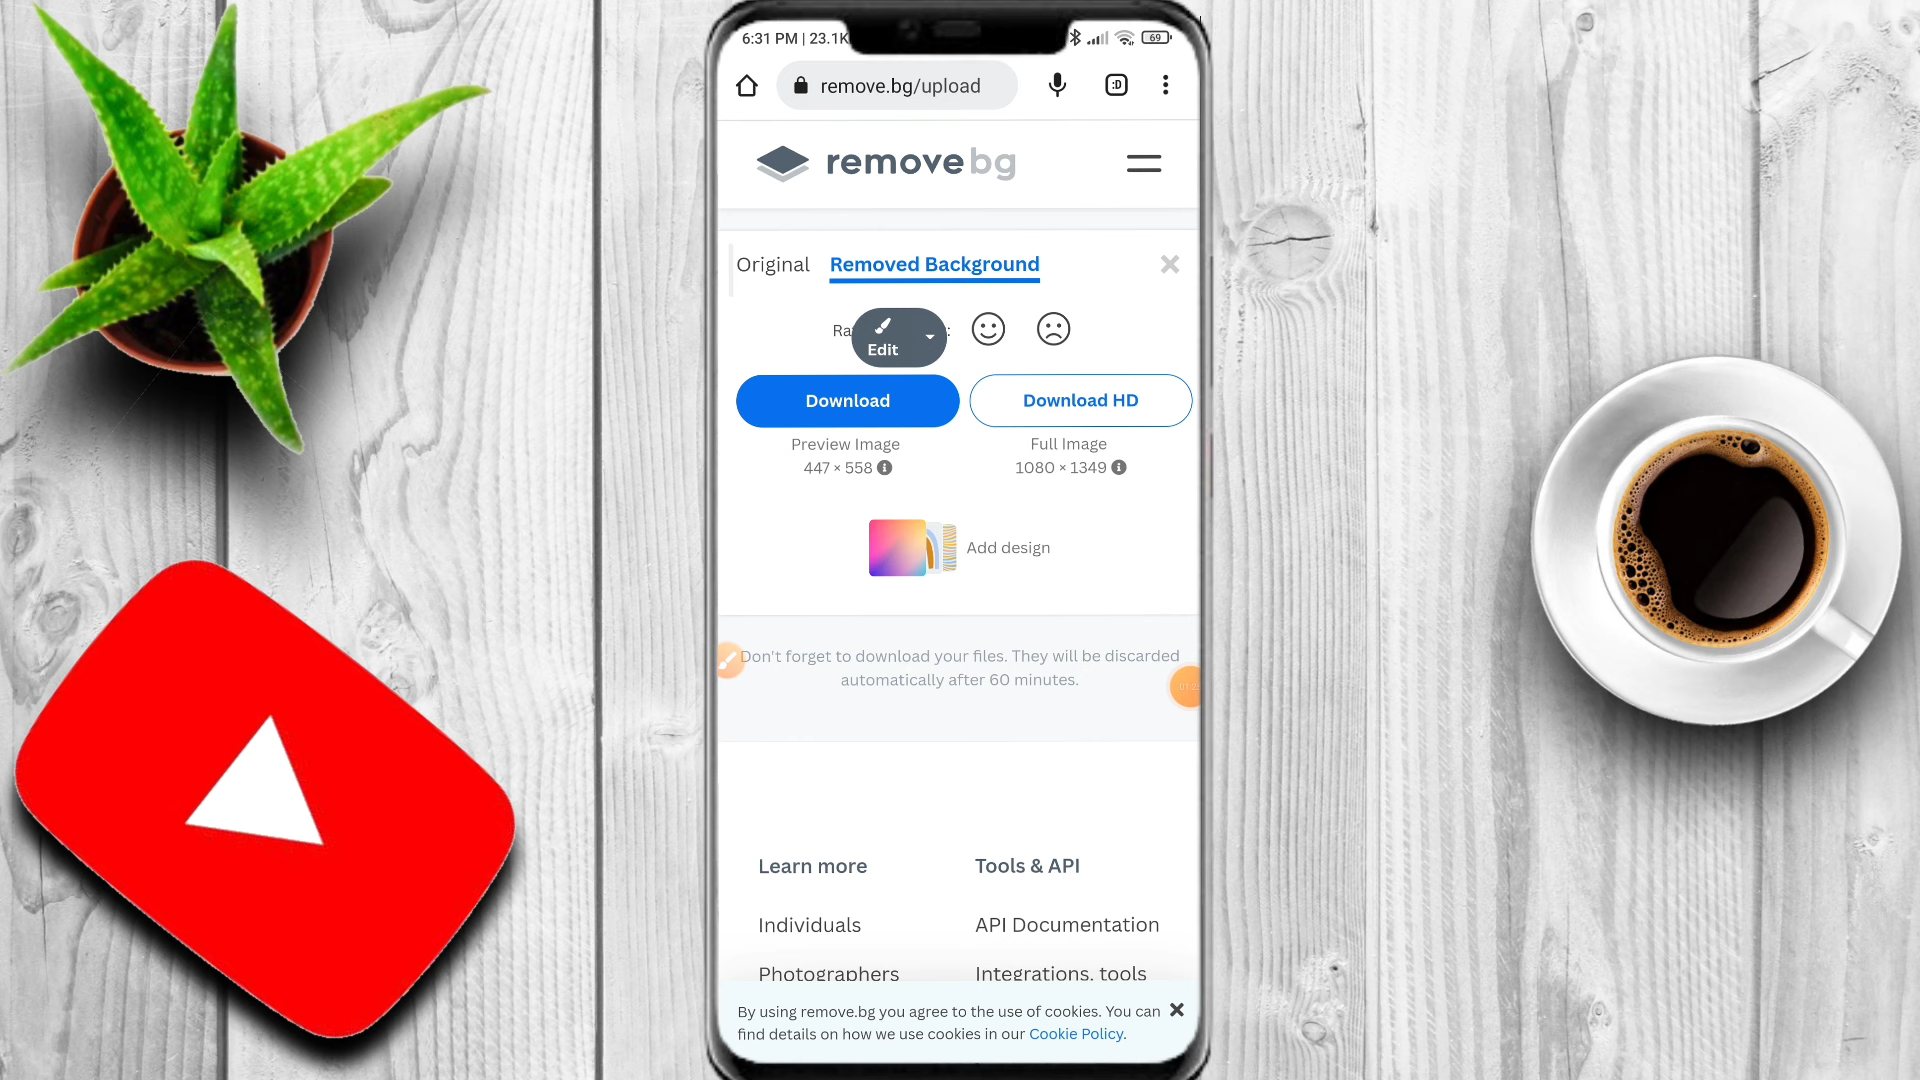 6:31 PM | 23.1K
69
remove.bg/upload
:D
removebg
Original
Removed Background
Edit
Download
Download HD
Preview Image
Full Image
447 × 558
1080 × 1349
Add design
Don't forget to download your files. They will be discarded
automatically after 60 minutes.
Learn more
Tools & API
Individuals
API Documentation
Photographers
Integrations, tools
By using remove.bg you agree to the use of cookies. You can
find details on how we use cookies in our Cookie Policy.